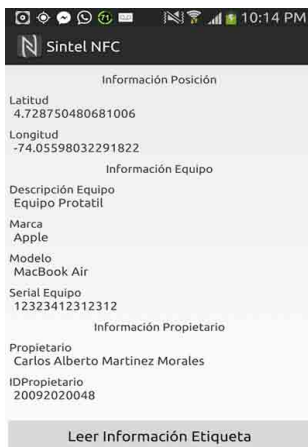 10:14 PM
Sintel NFC
Información Posición
Latitud
4.728750480681006
Longitud
-74.05598032291822
Información Equipo
Descripción Equipo
Equipo Protatil
Marca
Apple
Modelo
MacBook Air
Serial Equipo
12323412312312
Información Propietario
Propietario
Carlos Alberto Martinez Morales
IDPropietario
20092020048
Leer Información Etiqueta